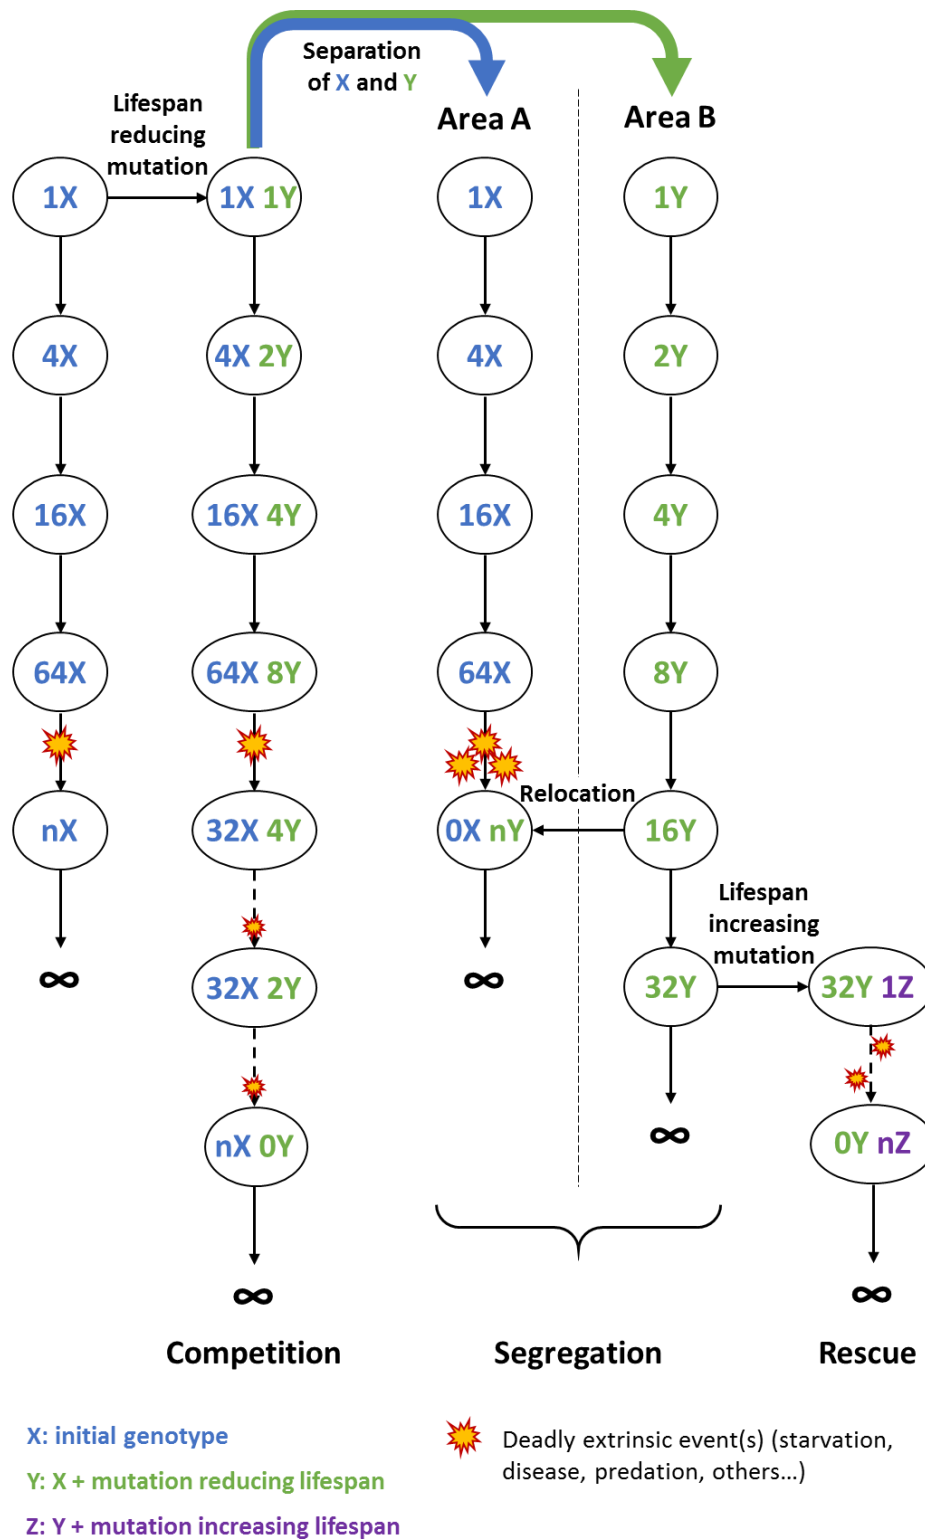 Separation
of X and Y
Lifespan
reducing
mutation
Area A
Area B
1X
1X 1Y
1X
1Y
4X
4X 2Y
4X
2Y
16X
16X 4Y
16X
4Y
64X
64X 8Y
64X
8Y
Relocation
nX
32X 4Y
0X nY
16Y
Lifespan
increasing
mutation
∞
32X 2Y
∞
32Y
32Y 1Z
nX 0Y
∞
0Y nZ
∞
∞
Competition
Segregation
Rescue
X: initial genotype
Y: X + mutation reducing lifespan
Z: Y + mutation increasing lifespan
Deadly extrinsic event(s) (starvation,
disease, predation, others...)